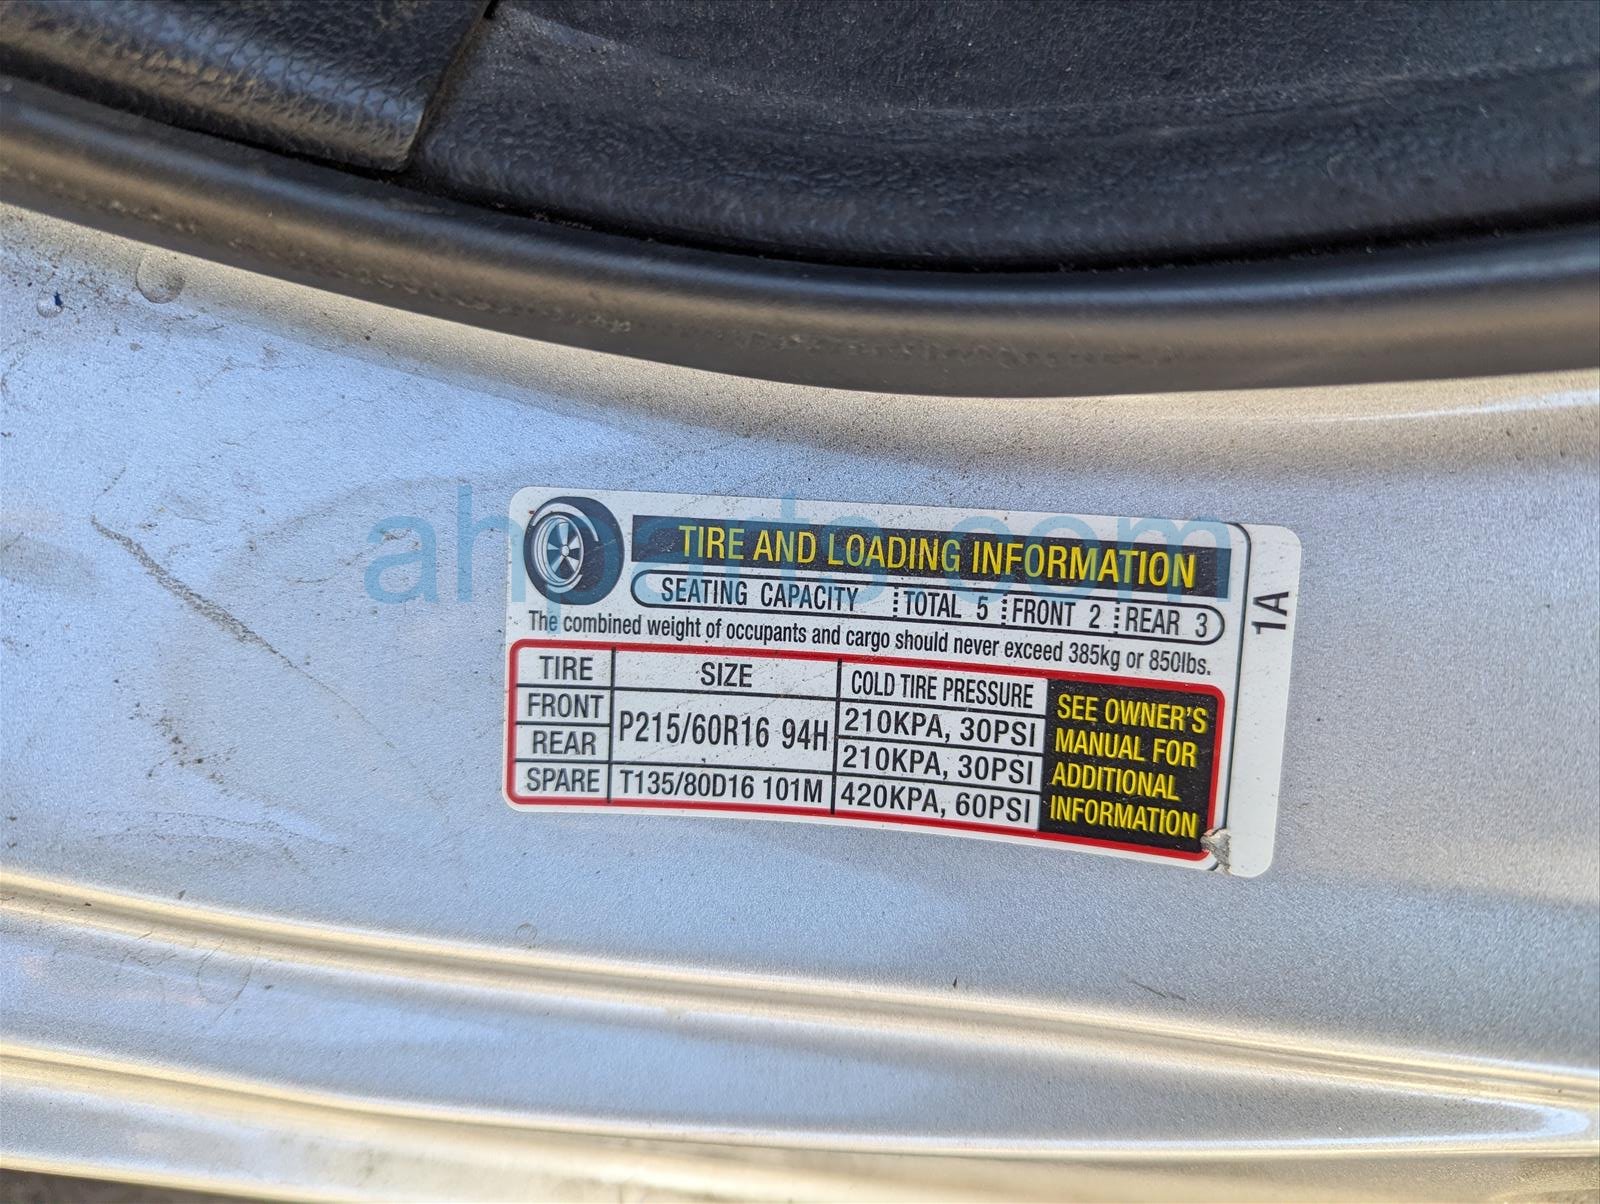 TIRE AND LOADING INFORMATION
SEATING CAPACITY TOTAL 5 FRONT 2 REAR 3
The combined weight of occupants and cargo should never exceed 385kg or 850lbs.
TIRE SIZE COLD TIRE PRESSURE
FRONT P215/60R16 94H 210KPA, 30PSI
REAR 210KPA, 30PSI
SPARE T135/80D16 101M 420KPA, 60PSI
SEE OWNER'S
MANUAL FOR
ADDITIONAL
INFORMATION
1A
ahparts.com